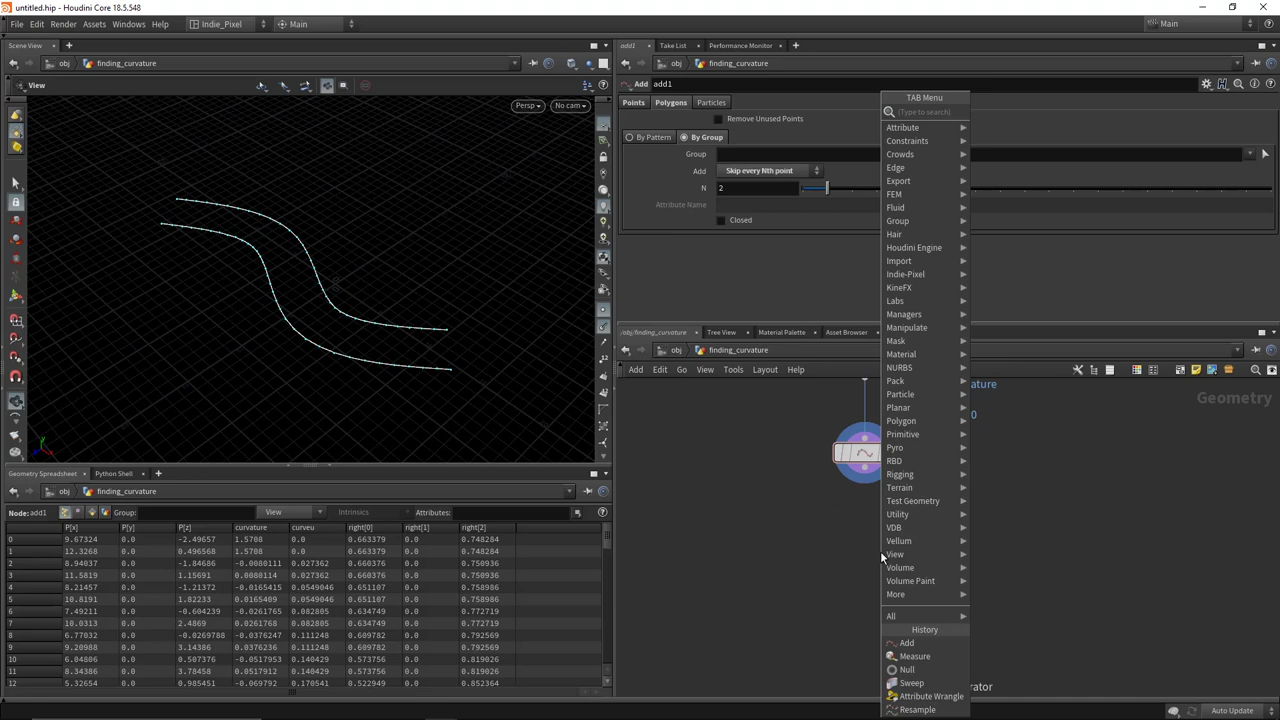 untitled.hip - Houdini Core 18.5.548
File Edit Render Assets Windows Help Indie_Pixel Main Main
Scene View
add1 Take List Performance Monitor
obj finding_curvature
obj finding_curvature
View
Add add1
Persp No cam
Points Polygons Particles
Remove Unused Points
By Pattern By Group
Group
Add Skip every Nth point
N 2
Attribute Name
Closed
TAB Menu
(Type to search)
Attribute
Constraints
Crowds
Edge
Export
FEM
Fluid
Group
Hair
Houdini Engine
Import
Indie-Pixel
KineFX
Labs
Managers
Manipulate
Mask
Material
NURBS
Pack
Particle
Planar
Polygon
Primitive
Pyro
RBD
Rigging
Terrain
Test Geometry
Utility
VDB
Vellum
View
Volume
Volume Paint
More
All
History
Add
Measure
Null
Sweep
Attribute Wrangle
Resample
/obj/finding_curvature Tree View Material Palette Asset Browser
obj finding_curvature
Add Edit Go View Tools Layout Help
ature
0
Geometry
rator
Geometry Spreadsheet Python Shell
obj finding_curvature
Node: add1 Group: View Intrinsics Attributes:
P[x] P[y] P[z] curvature curveu right[0] right[1] right[2]
0 9.67324 0.0 -2.49657 1.5708 0.0 0.663379 0.0 0.748284
1 12.3268 0.0 0.496568 1.5708 0.0 0.663379 0.0 0.748284
2 8.94037 0.0 -1.84686 -0.0080111 0.027362 0.660376 0.0 0.750936
3 11.5819 0.0 1.15691 0.0080114 0.027362 0.660376 0.0 0.750934
4 8.21457 0.0 -1.21372 -0.0165415 0.0549046 0.651107 0.0 0.758986
5 10.8191 0.0 1.82233 0.0165409 0.0549046 0.651107 0.0 0.758986
6 7.49211 0.0 -0.604239 -0.0261765 0.082805 0.634749 0.0 0.772719
7 10.0313 0.0 2.4869 0.0261768 0.082805 0.634749 0.0 0.772719
8 6.77032 0.0 -0.0269788 -0.0376247 0.111248 0.609782 0.0 0.792569
9 9.20988 0.0 3.14386 0.0376236 0.111248 0.609782 0.0 0.792569
10 6.04806 0.0 0.507376 -0.0517953 0.140429 0.573756 0.0 0.819026
11 8.34386 0.0 3.78458 0.0517912 0.140429 0.573756 0.0 0.819026
12 5.32654 0.0 0.985451 -0.069792 0.170541 0.522949 0.0 0.852364
Auto Update